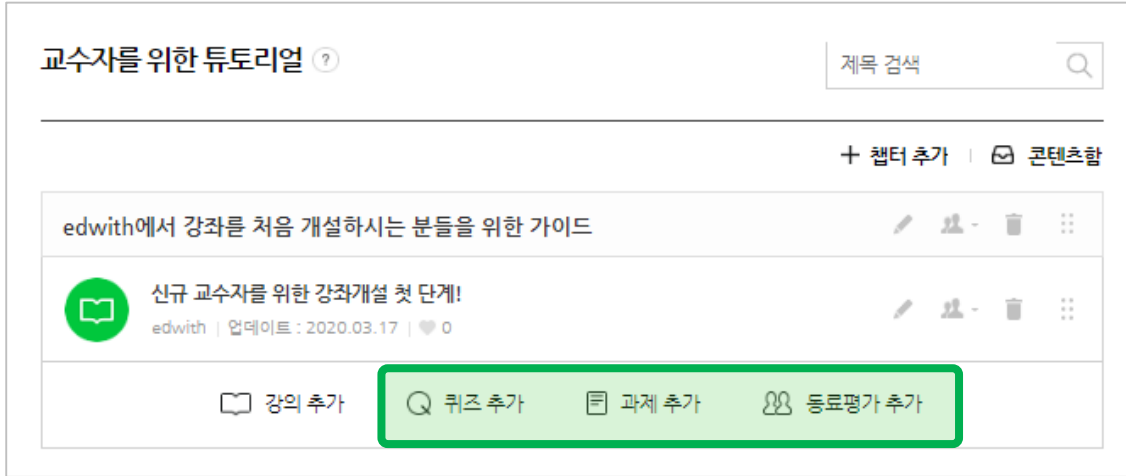 교수자를 위한 튜토리얼 ?
제목 검색
챕터 추가 | 콘텐츠함
edwith에서 강좌를 처음 개설하시는 분들을 위한 가이드
신규 교수자를 위한 강좌개설 첫 단계!
edwith | 업데이트 : 2020.03.17 | 0
강의 추가 퀴즈 추가 과제 추가 동료평가 추가